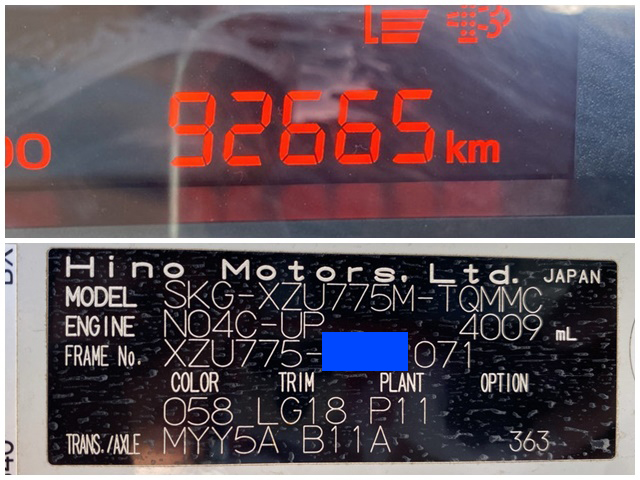 92665 km
00
Hino Motors, Ltd. JAPAN
MODEL SKG-XZU775M-TQMMC
ENGINE N04C-UP 4009 mL
FRAME No. XZU775- 071
COLOR TRIM PLANT OPTION
058 LG18 P11
TRANS./AXLE MYY5A B11A 363